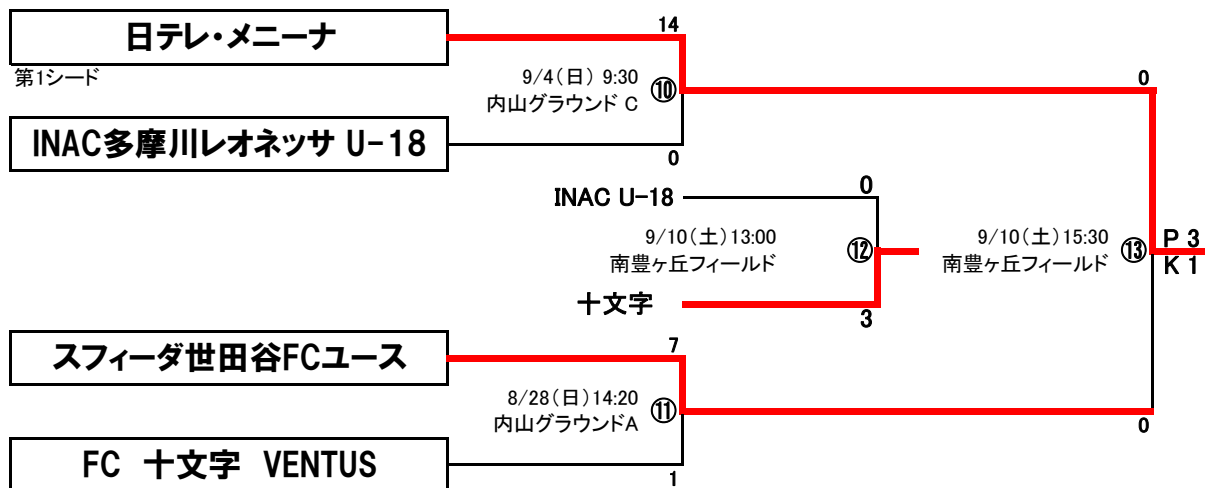 日テレ・メニーナ
14
第1シード
9/4(日) 9:30
内山グラウンド C
⑩
0
INAC多摩川レオネッサ U-18
0
INAC U-18
0
9/10(土)13:00
南豊ヶ丘フィールド
⑫
9/10(土)15:30
南豊ヶ丘フィールド
⑬
P 3
K 1
十文字
3
スフィーダ世田谷FCユース
7
8/28(日)14:20
内山グラウンドA
⑪
0
FC 十文字 VENTUS
1